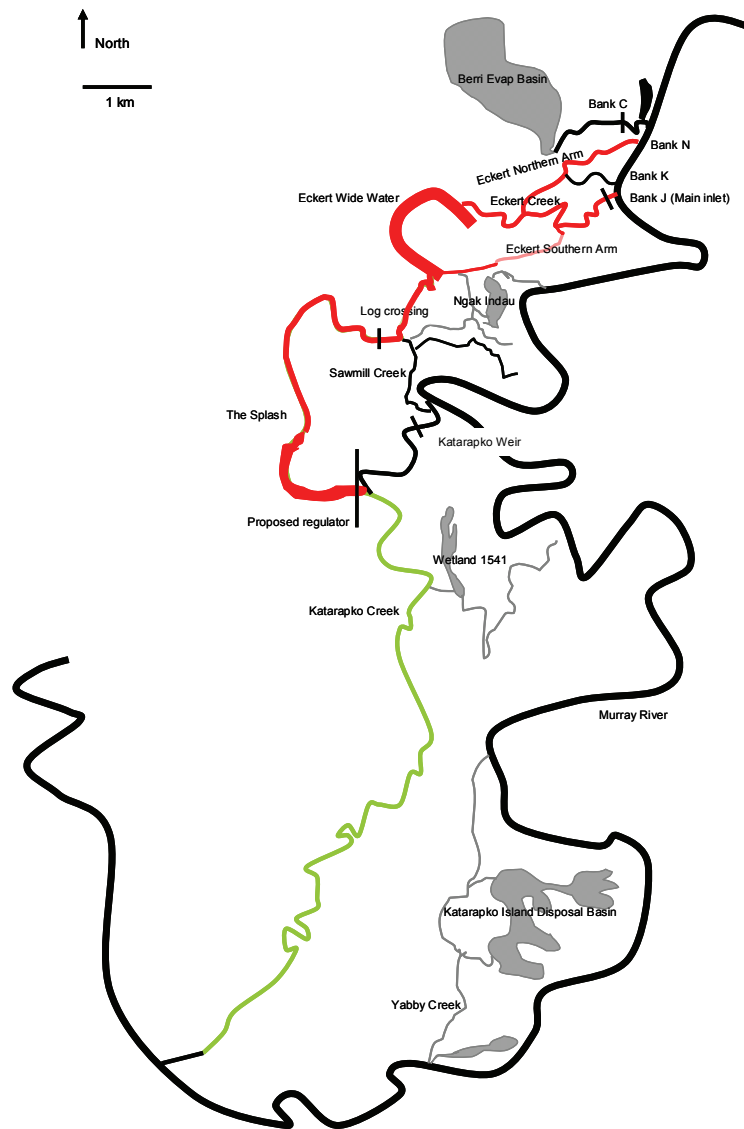 North
1 km
Berri Evap Basin
Bank C
Bank N
Eckert Northern Arm
Bank K
Eckert Wide Water
Eckert Creek
Bank J (Main inlet)
Eckert Southern Arm
Ngak Indau
Log crossing
Sawmill Creek
The Splash
Katarapko Weir
Proposed regulator
Wetland 1541
Katarapko Creek
Murray River
Katarapko Island Disposal Basin
Yabby Creek